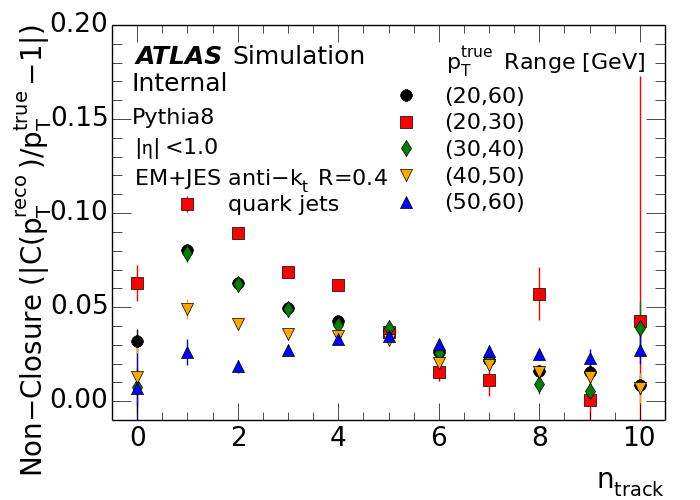 Non−Closure (|C(p_T^reco)/p_T^true −1|)
0.20
0.15
0.10
0.05
0.00
ATLAS Simulation
Internal
Pythia8
|η| <1.0
EM+JES anti−k_t R=0.4
quark jets
p_T^true Range [GeV]
(20,60)
(20,30)
(30,40)
(40,50)
(50,60)
0 2 4 6 8 10
n_track